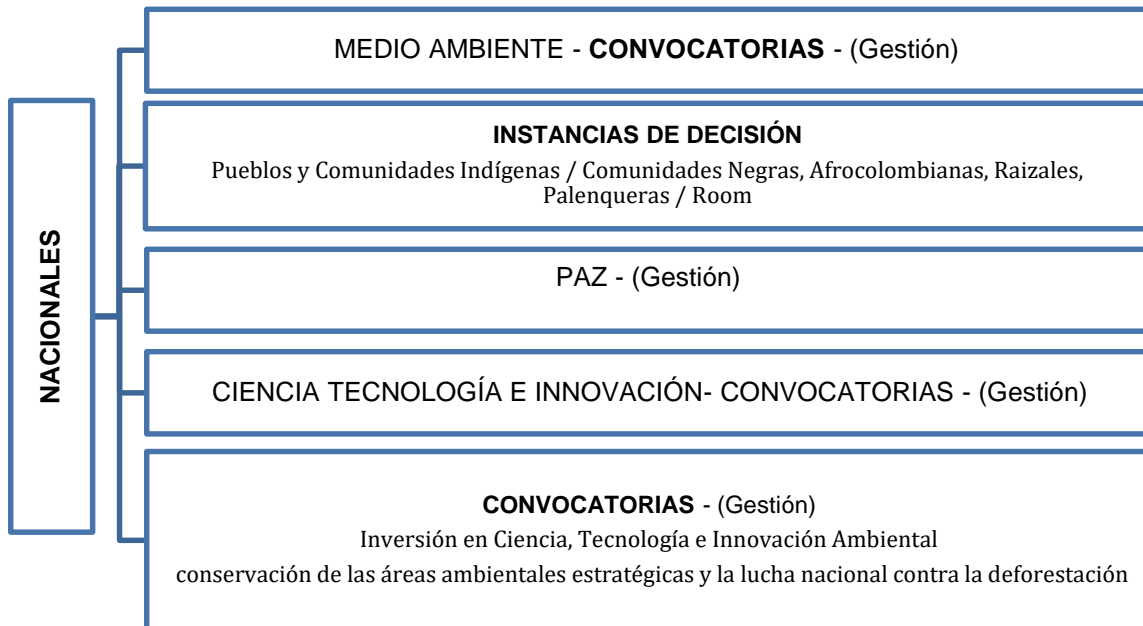 NACIONALES
MEDIO AMBIENTE - CONVOCATORIAS - (Gestión)
INSTANCIAS DE DECISIÓN
Pueblos y Comunidades Indígenas / Comunidades Negras, Afrocolombianas, Raizales,
Palenqueras / Room
PAZ - (Gestión)
CIENCIA TECNOLOGÍA E INNOVACIÓN- CONVOCATORIAS - (Gestión)
CONVOCATORIAS - (Gestión)
Inversión en Ciencia, Tecnología e Innovación Ambiental
conservación de las áreas ambientales estratégicas y la lucha nacional contra la deforestación